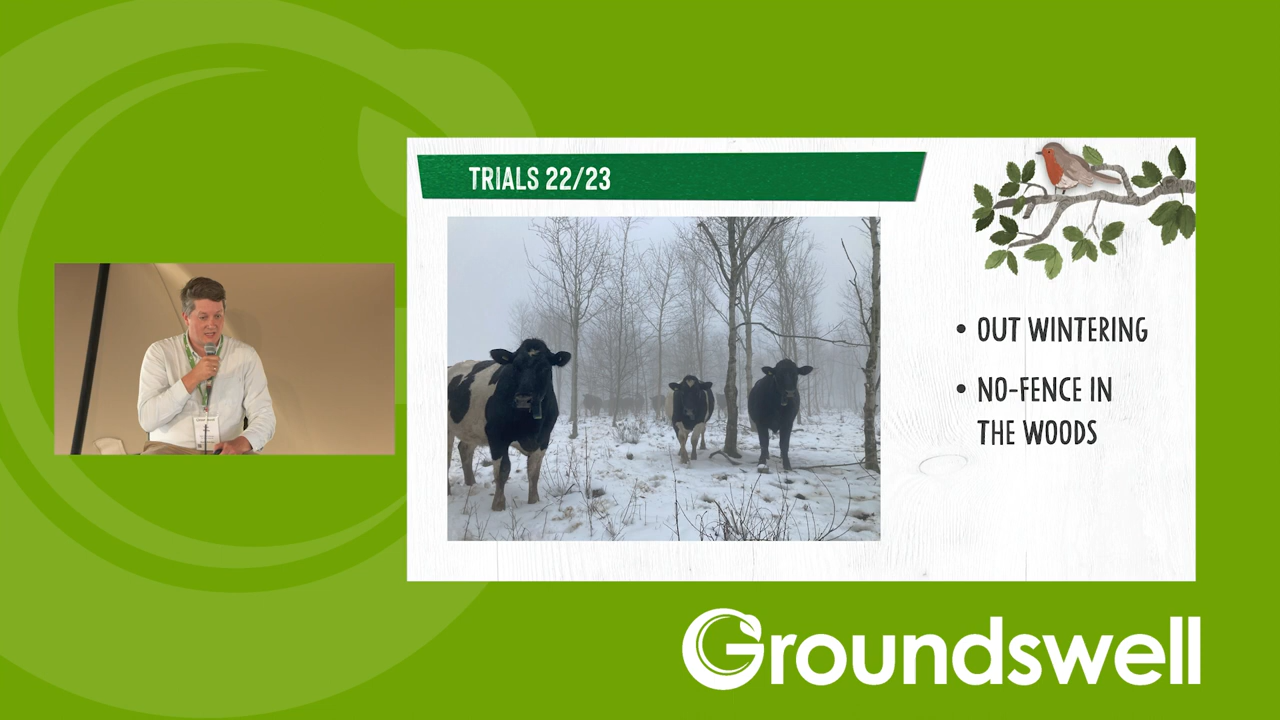 TRIALS 22/23
• OUT WINTERING
• NO-FENCE IN
THE WOODS
Groundswell